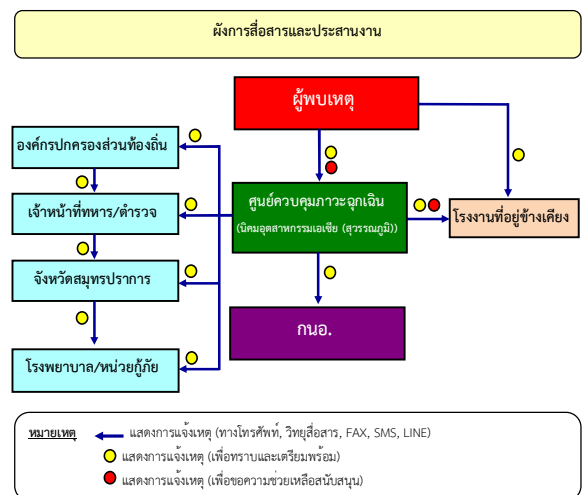 ผังการสื่อสารและประสานงาน
ผู้พบเหตุ
องค์กรปกครองส่วนท้องถิ่น
เจ้าหน้าที่ทหาร/ตำรวจ
ศูนย์ควบคุมภาวะฉุกเฉิน
(นิคมอุตสาหกรรมเอเซีย (สุวรรณภูมิ))
โรงงานที่อยู่ข้างเคียง
จังหวัดสมุทรปราการ
กนอ.
โรงพยาบาล/หน่วยกู้ภัย
หมายเหตุ แสดงการแจ้งเหตุ (ทางโทรศัพท์, วิทยุสื่อสาร, FAX, SMS, LINE)
แสดงการแจ้งเหตุ (เพื่อทราบและเตรียมพร้อม)
แสดงการแจ้งเหตุ (เพื่อขอความช่วยเหลือสนับสนุน)